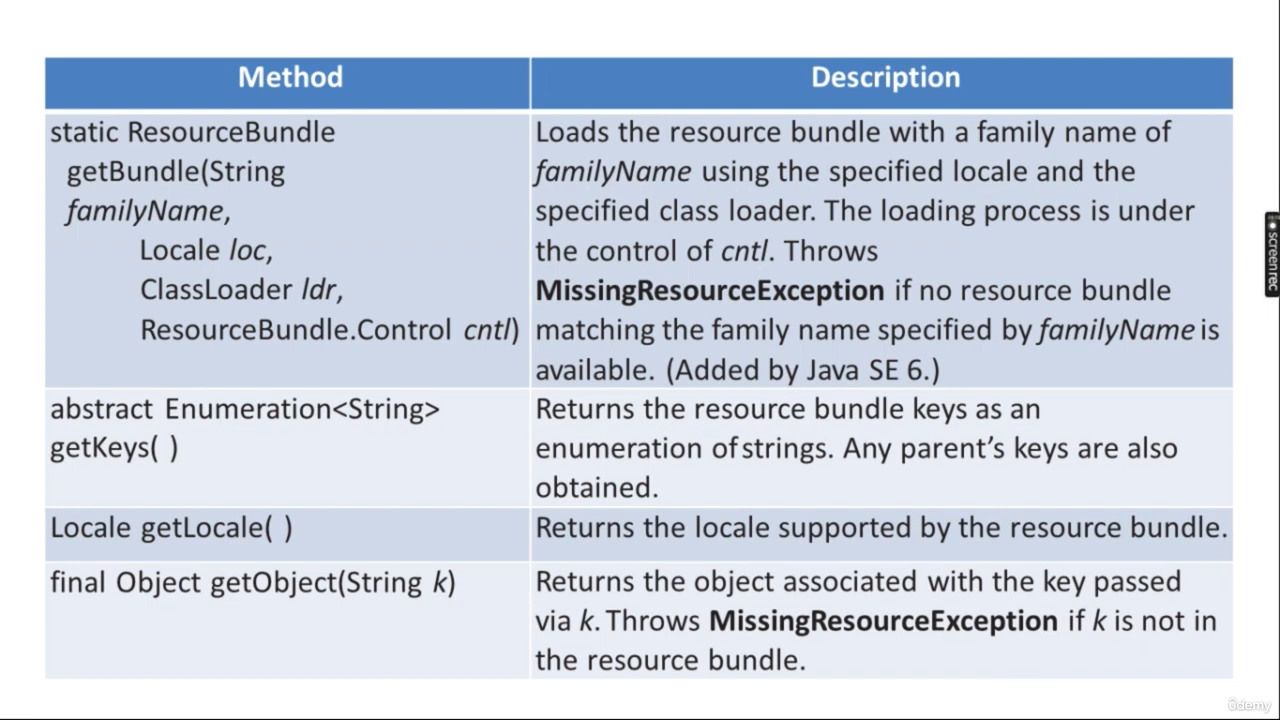 Method
Description
static ResourceBundle
getBundle(String
familyName,
Locale loc,
ClassLoader ldr,
ResourceBundle.Control cntl)
Loads the resource bundle with a family name of
familyName using the specified locale and the
specified class loader. The loading process is under
the control of cntl. Throws
MissingResourceException if no resource bundle
matching the family name specified by familyName is
available. (Added by Java SE 6.)
abstract Enumeration<String>
getKeys( )
Returns the resource bundle keys as an
enumeration of strings. Any parent’s keys are also
obtained.
Locale getLocale( )
Returns the locale supported by the resource bundle.
final Object getObject(String k)
Returns the object associated with the key passed
via k. Throws MissingResourceException if k is not in
the resource bundle.
screenrec
ûdemy